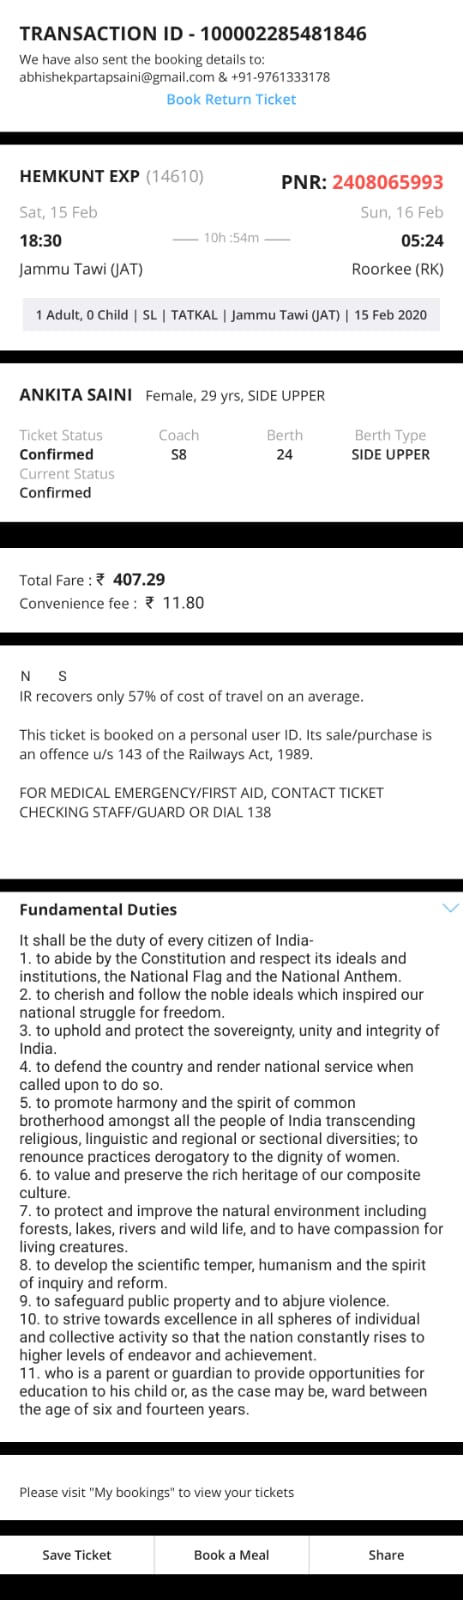 TRANSACTION ID - 100002285481846
We have also sent the booking details to:
abhishekpartapsaini@gmail.com & +91-9761333178
Book Return Ticket
HEMKUNT EXP (14610)
PNR: 2408065993
Sat, 15 Feb
Sun, 16 Feb
18:30
10h :54m
05:24
Jammu Tawi (JAT)
Roorkee (RK)
1 Adult, 0 Child | SL | TATKAL | Jammu Tawi (JAT) | 15 Feb 2020
ANKITA SAINI Female, 29 yrs, SIDE UPPER
Ticket Status Coach Berth Berth Type
Confirmed S8 24 SIDE UPPER
Current Status
Confirmed
Total Fare : ₹ 407.29
Convenience fee : ₹ 11.80
N S
IR recovers only 57% of cost of travel on an average.
This ticket is booked on a personal user ID. Its sale/purchase is
an offence u/s 143 of the Railways Act, 1989.
FOR MEDICAL EMERGENCY/FIRST AID, CONTACT TICKET
CHECKING STAFF/GUARD OR DIAL 138
Fundamental Duties
It shall be the duty of every citizen of India-
1. to abide by the Constitution and respect its ideals and
institutions, the National Flag and the National Anthem.
2. to cherish and follow the noble ideals which inspired our
national struggle for freedom.
3. to uphold and protect the sovereignty, unity and integrity of
India.
4. to defend the country and render national service when
called upon to do so.
5. to promote harmony and the spirit of common
brotherhood amongst all the people of India transcending
religious, linguistic and regional or sectional diversities; to
renounce practices derogatory to the dignity of women.
6. to value and preserve the rich heritage of our composite
culture.
7. to protect and improve the natural environment including
forests, lakes, rivers and wild life, and to have compassion for
living creatures.
8. to develop the scientific temper, humanism and the spirit
of inquiry and reform.
9. to safeguard public property and to abjure violence.
10. to strive towards excellence in all spheres of individual
and collective activity so that the nation constantly rises to
higher levels of endeavor and achievement.
11. who is a parent or guardian to provide opportunities for
education to his child or, as the case may be, ward between
the age of six and fourteen years.
Please visit "My bookings" to view your tickets
Save Ticket
Book a Meal
Share